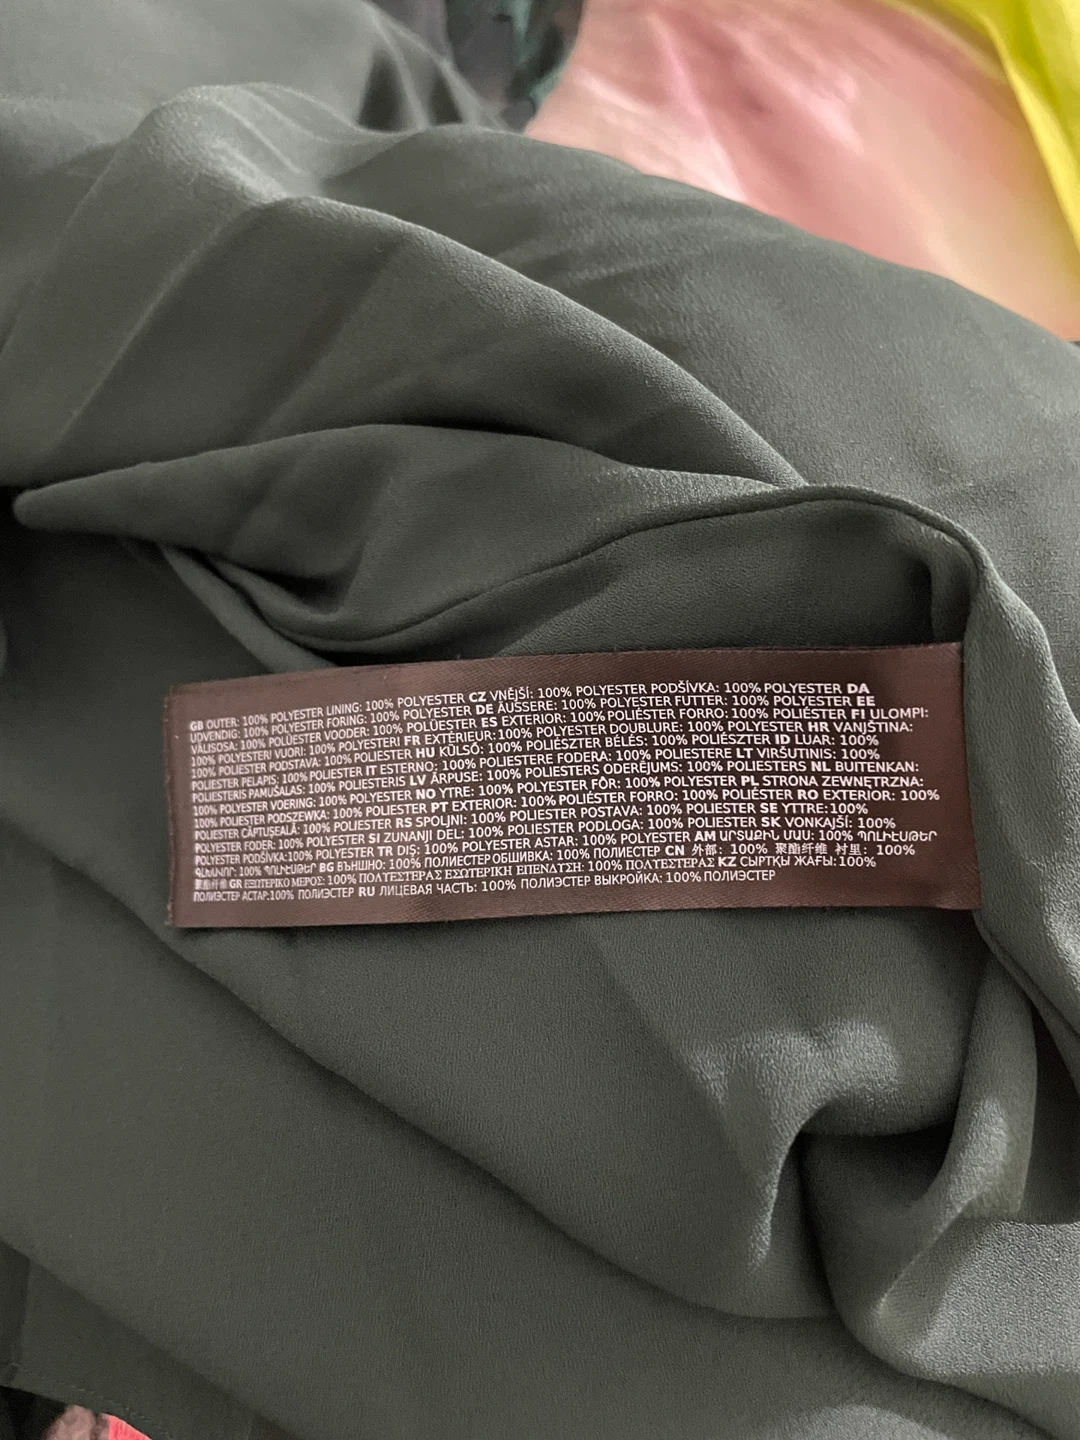 GB OUTER: 100% POLYESTER LINING: 100% POLYESTER CZ VNĚJŠÍ: 100% POLYESTER PODŠÍVKA: 100% POLYESTER DA
UDVENDIG: 100% POLYESTER FORING: 100% POLYESTER DE ÄUSSERE: 100% POLYESTER FUTTER: 100% POLYESTER EE
VÄLISOSA: 100% POLÜESTER VOODER: 100% POLÜESTER ES EXTERIOR: 100% POLIÉSTER FORRO: 100% POLIÉSTER FI ULOMPI:
100% POLYESTERI VUORI: 100% POLYESTERI FR EXTÉRIEUR: 100% POLYESTER DOUBLURE: 100% POLYESTER HR VANJŠTINA:
100% POLIESTER PODSTAVA: 100% POLIESTER HU KÜLSŐ: 100% POLIÉSZTER BÉLÉS: 100% POLIÉSZTER ID LUAR: 100%
POLIESTER PELAPIS: 100% POLIESTER IT ESTERNO: 100% POLIESTERE FODERA: 100% POLIESTERE LT VIRŠUTINIS: 100%
POLIESTERIS PAMUŠALAS: 100% POLIESTERIS LV ĀRPUSE: 100% POLIESTERS ODERĒJUMS: 100% POLIESTERS NL BUITENKAN:
100% POLYESTER VOERING: 100% POLYESTER NO YTRE: 100% POLYESTER FÔR: 100% POLYESTER PL STRONA ZEWNĘTRZNA:
100% POLIESTER PODSZEWKA: 100% POLIESTER PT EXTERIOR: 100% POLIÉSTER FORRO: 100% POLIÉSTER RO EXTERIOR: 100%
POLIESTER CĂPTUŞEALĂ: 100% POLIESTER RS SPOLJNI: 100% POLIESTER POSTAVA: 100% POLIESTER SE YTTRE:100%
POLYESTER FODER: 100% POLYESTER SI ZUNANJI DEL: 100% POLIESTER PODLOGA: 100% POLIESTER SK VONKAJŠÍ: 100%
POLYESTER PODŠÍVKA:100% POLYESTER TR DIŞ: 100% POLYESTER ASTAR: 100% POLYESTER AM ԱՐՏԱՔԻՆ ՄԱՍ: 100% ՊՈԼԻԷՍԹԵՐ
100% ՊՈԼԻԷՍԹԵՐ BG ВЪНШНО: 100% ПОЛИЕСТЕР ОБШИВКА: 100% ПОЛИЕСТЕР CN 外部: 100% 聚酯纤维 衬里: 100%
聚酯纤维 GR ΕΞΩΤΕΡΙΚΟ ΜΕΡΟΣ: 100% ΠΟΛΥΕΣΤΕΡΑΣ ΕΣΩΤΕΡΙΚΗ ΕΠΕΝΔΥΣΗ: 100% ΠΟΛΥΕΣΤΕΡΑΣ KZ СЫРТҚЫ ЖАҒЫ:100%
ПОЛИЭСТЕР АСТАР:100% ПОЛИЭСТЕР RU ЛИЦЕВАЯ ЧАСТЬ: 100% ПОЛИЭСТЕР ВЫКРОЙКА: 100% ПОЛИЭСТЕР